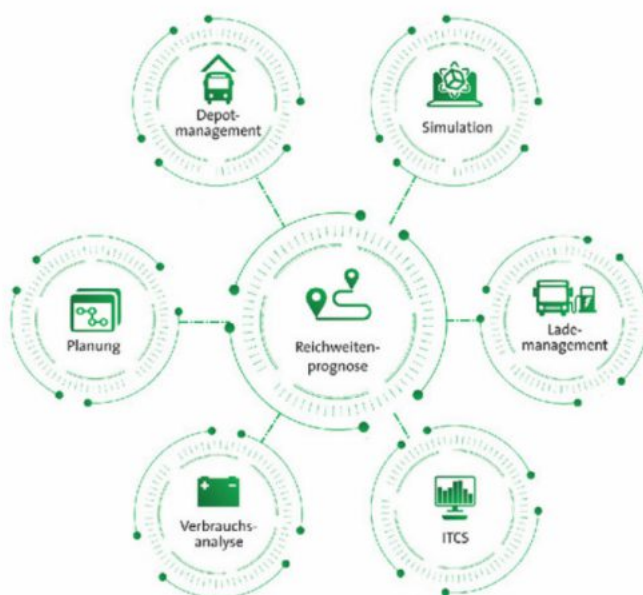 Depot-
management
Simulation
Planung
Reichweiten-
prognose
Lade-
management
Verbrauchs-
analyse
ITCS